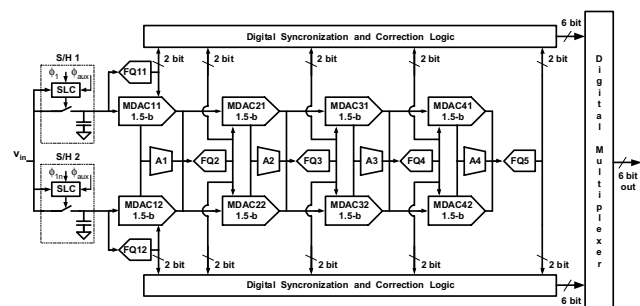 Digital Syncronization and Correction Logic
6 bit
S/H 1
ϕ1
ϕaux
SLC
FQ11
2 bit
2 bit
2 bit
2 bit
2 bit
MDAC11
1.5-b
MDAC21
1.5-b
MDAC31
1.5-b
MDAC41
1.5-b
vin
A1
FQ2
A2
FQ3
A3
FQ4
A4
FQ5
Digital Multiplexer
6 bit
out
S/H 2
ϕ1n
ϕaux
SLC
MDAC12
1.5-b
MDAC22
1.5-b
MDAC32
1.5-b
MDAC42
1.5-b
FQ12
2 bit
2 bit
2 bit
2 bit
2 bit
Digital Syncronization and Correction Logic
6 bit